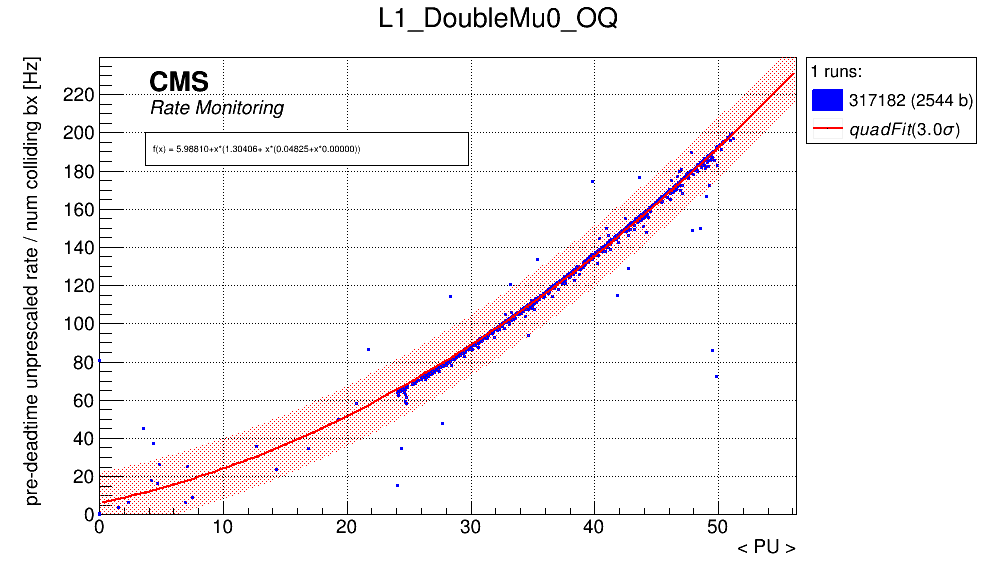 L1_DoubleMu0_OQ
pre-deadtime unprescaled rate / num colliding bx [Hz]
CMS
Rate Monitoring
f(x) = 5.98810+x*(1.30406+ x*(0.04825+x*0.00000))
220
200
180
160
140
120
100
80
60
40
20
0
0 10 20 30 40 50
< PU >
1 runs:
317182 (2544 b)
quadFit(3.0σ)